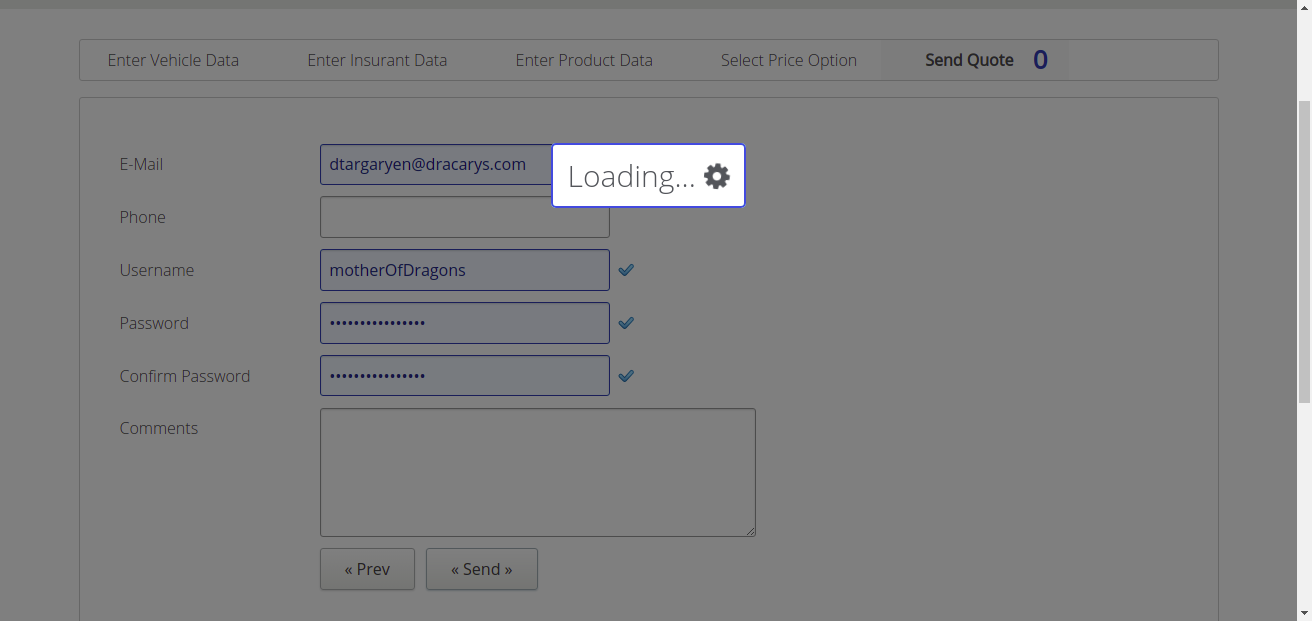 Enter Vehicle Data Enter Insurant Data Enter Product Data Select Price Option Send Quote 0
E-Mail dtargaryen@dracarys.com
Loading...
Phone
Username motherOfDragons
Password ••••••••••••••••
Confirm Password ••••••••••••••••
Comments
« Prev « Send »